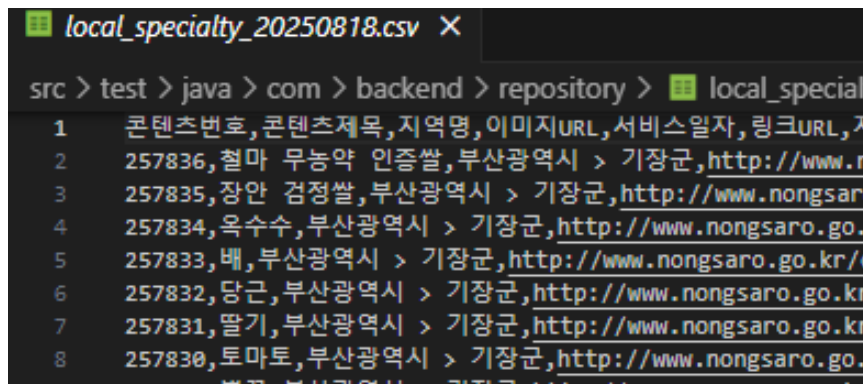 local_specialty_20250818.csv ×
src > test > java > com > backend > repository > local_special
1 콘텐츠번호,콘텐츠제목,지역명,이미지URL,서비스일자,링크URL,
2 257836,철마 무농약 인증쌀,부산광역시 > 기장군,http://www.n
3 257835,장안 검정쌀,부산광역시 > 기장군,http://www.nongsar
4 257834,옥수수,부산광역시 > 기장군,http://www.nongsaro.go.
5 257833,배,부산광역시 > 기장군,http://www.nongsaro.go.kr/
6 257832,당근,부산광역시 > 기장군,http://www.nongsaro.go.kr
7 257831,딸기,부산광역시 > 기장군,http://www.nongsaro.go.kr
8 257830,토마토,부산광역시 > 기장군,http://www.nongsaro.go.